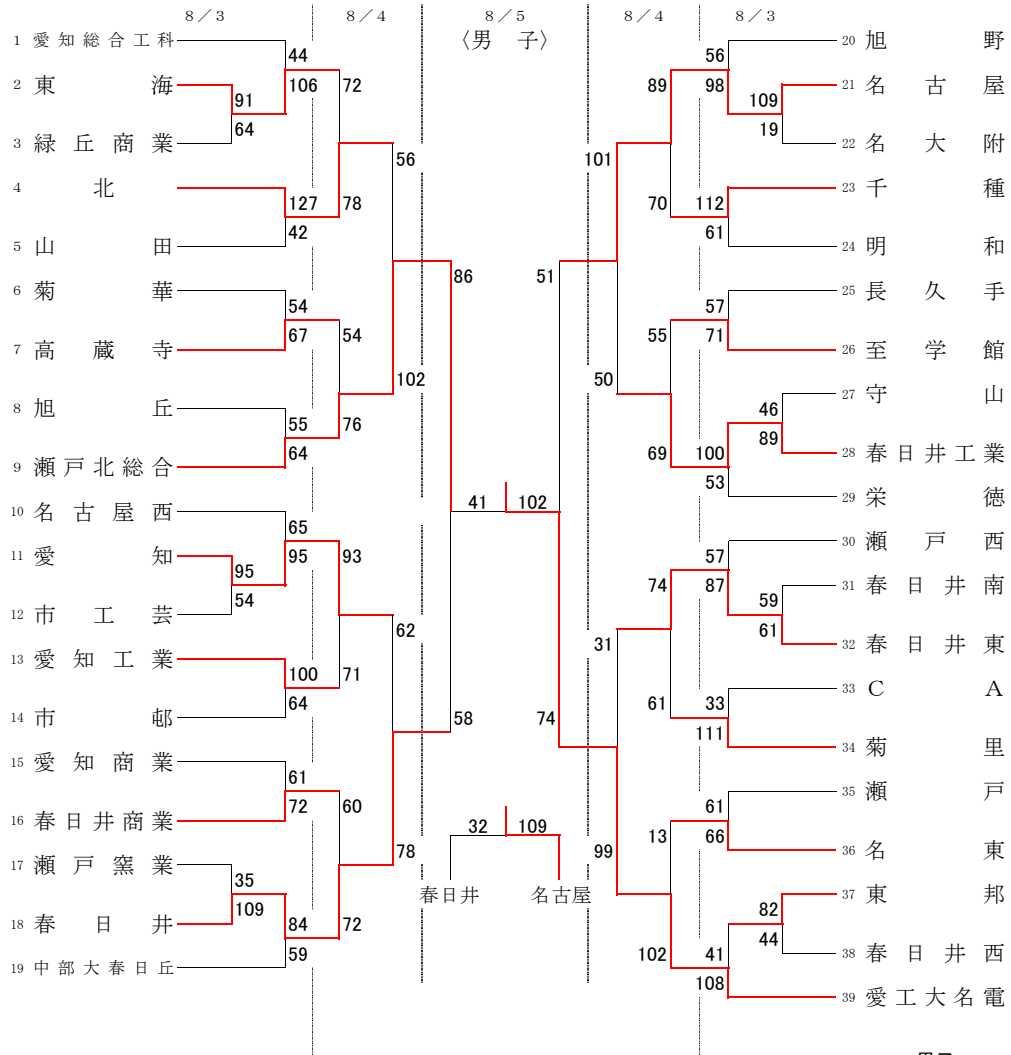 8／3
8／4
8／5
8／4
8／3
〈男 子〉
1 愛知総合工科
2 東海
3 緑丘商業
4 北
5 山田
6 菊華
7 高蔵寺
8 旭丘
9 瀬戸北総合
10 名古屋西
11 愛知
12 市工芸
13 愛知工業
14 市邨
15 愛知商業
16 春日井商業
17 瀬戸窯業
18 春日井
19 中部大春日丘
44
106
91
64
127
42
54
67
55
64
65
95
95
54
100
64
61
72
35
109
84
59
72
78
54
76
93
71
60
72
56
102
62
78
86
58
41 102
32 109
春日井 名古屋
51
74
101
50
31
99
89
70
55
69
74
61
13
102
56
98
109
19
112
61
57
71
46
89
100
53
57
87
59
61
33
111
61
66
82
44
41
108
20 旭野
21 名古屋
22 名大附
23 千種
24 明和
25 長久手
26 至学館
27 守山
28 春日井工業
29 栄徳
30 瀬戸西
31 春日井南
32 春日井東
33 CA
34 菊里
35 瀬戸
36 名東
37 東邦
38 春日井西
39 愛工大名電